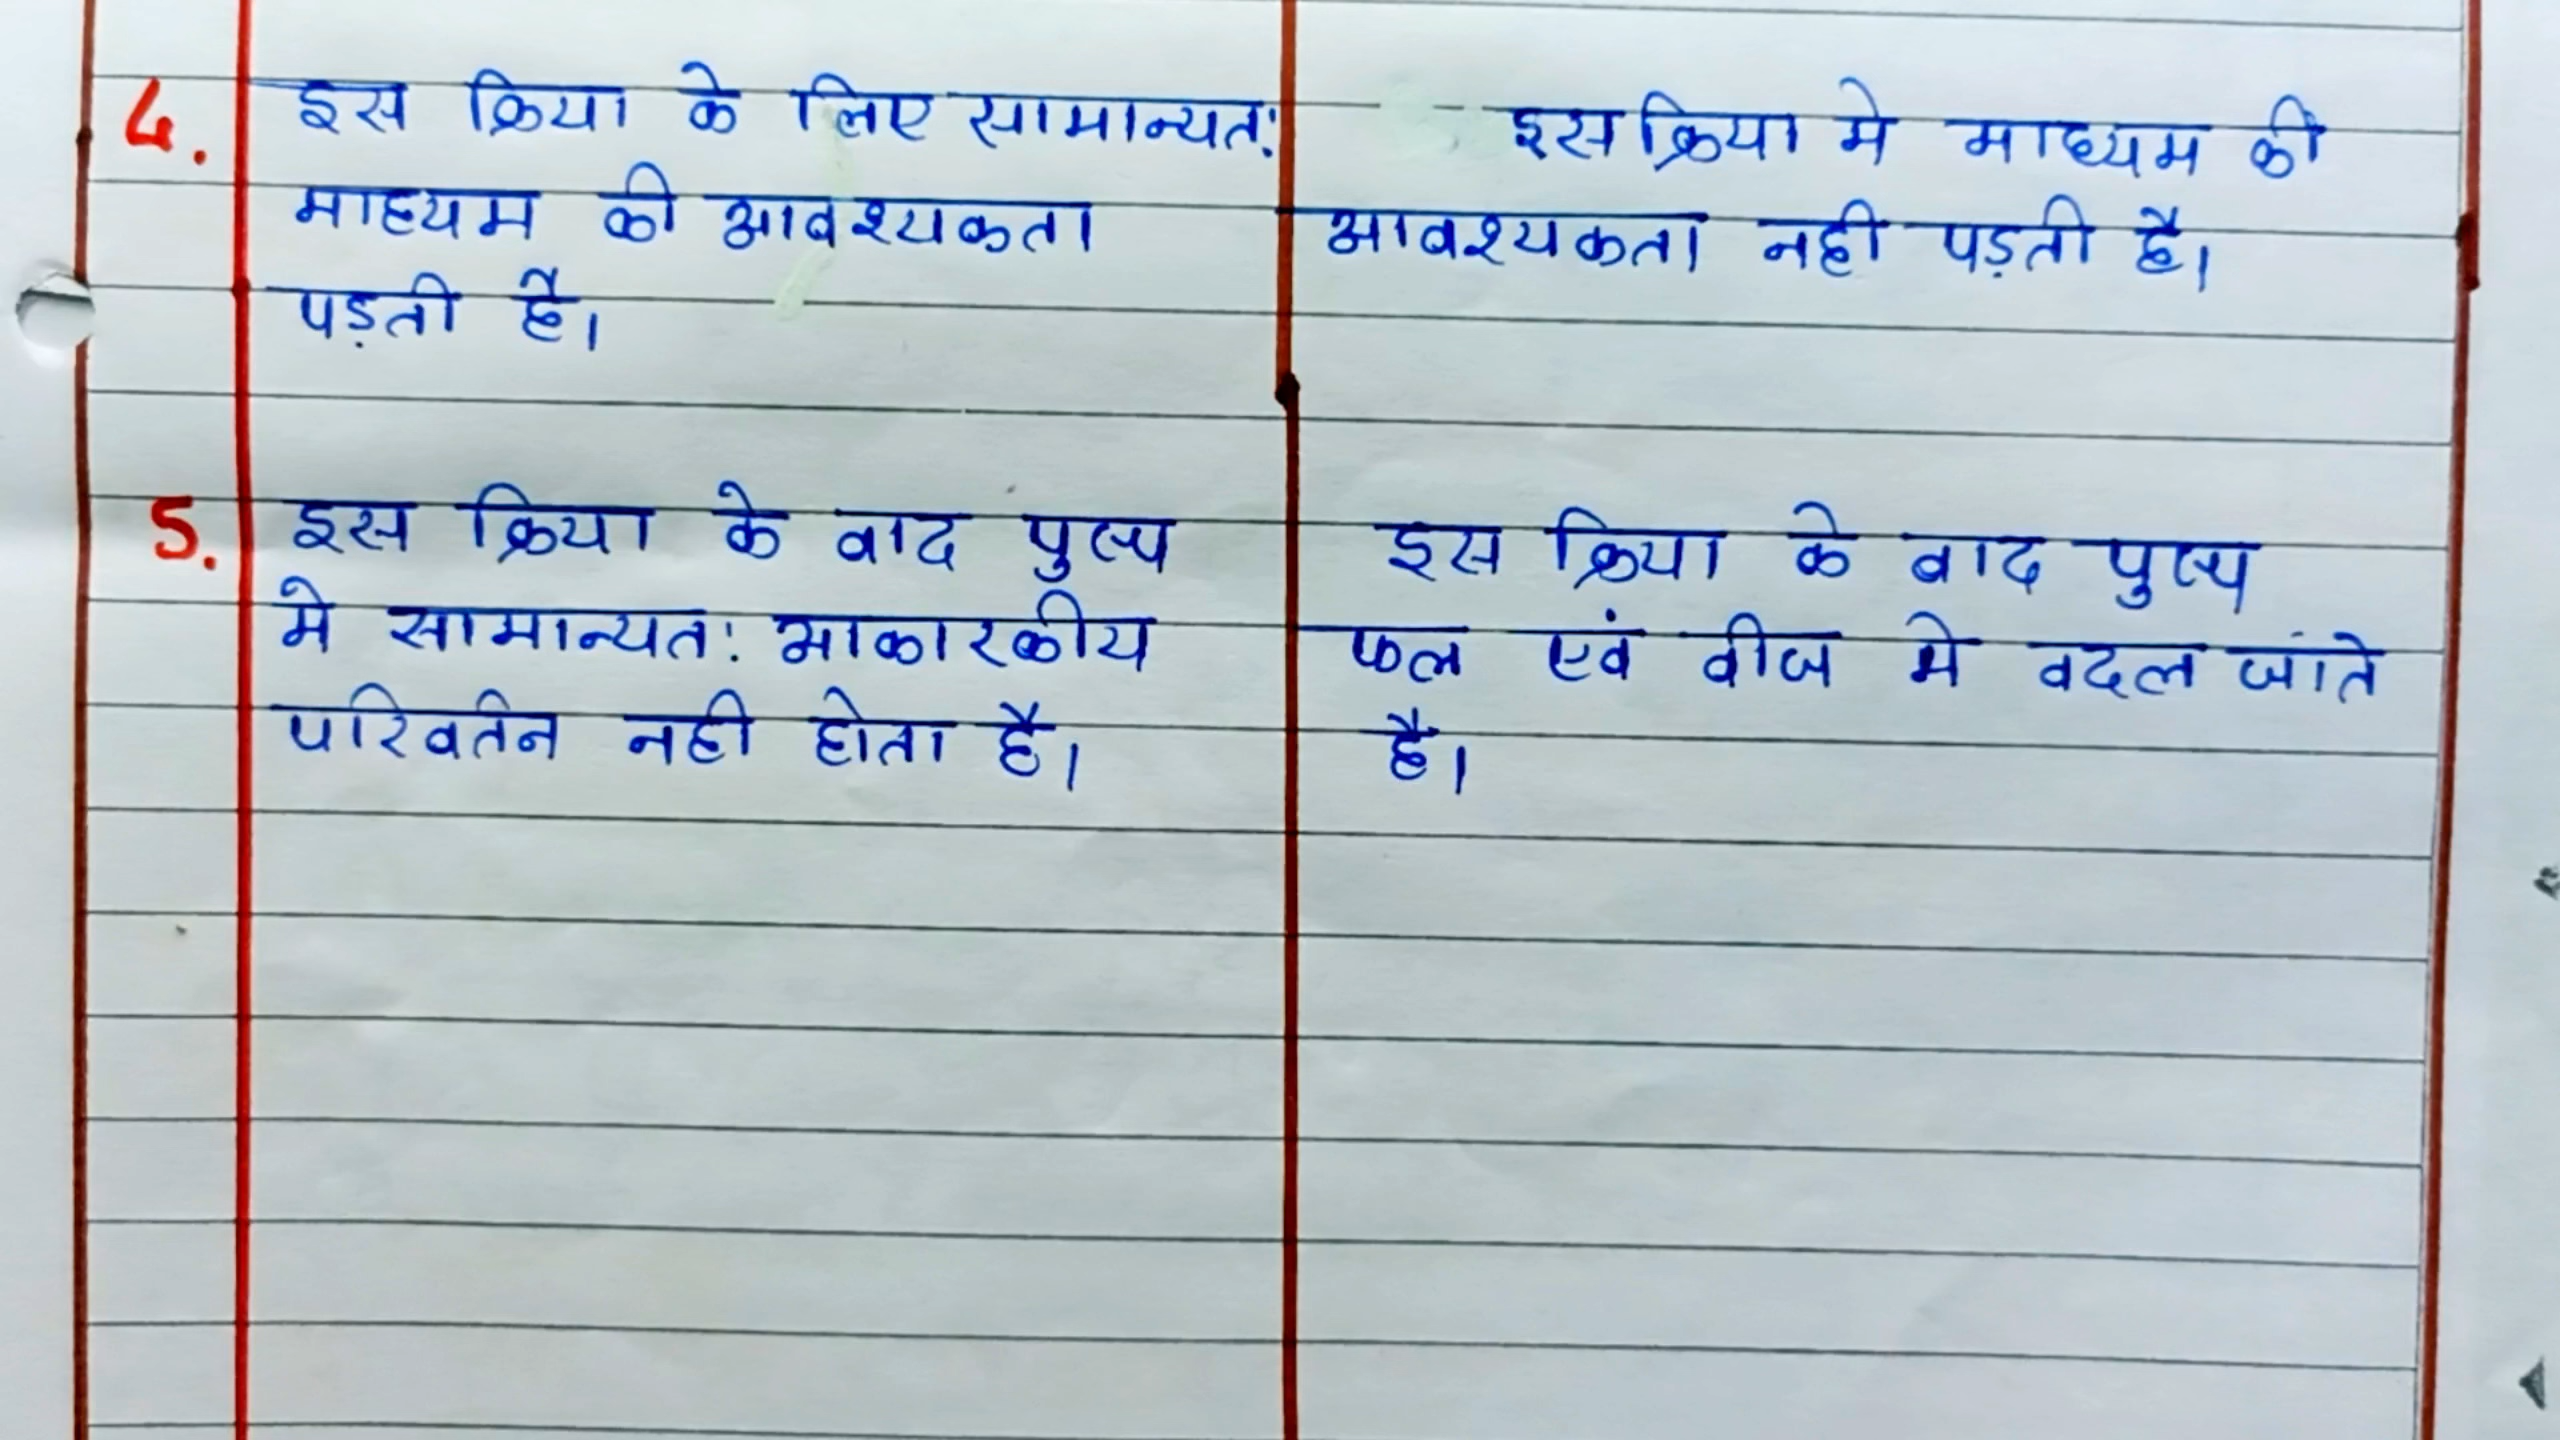 4. इस क्रिया के लिए सामान्यत:
माध्यम की आवश्यकता
पड़ती है।
इस क्रिया मे माध्यम की
आवश्यकता नही पड़ती है।
5. इस क्रिया के वाद पुष्प
मे सामान्यत: आकारकीय
परिवर्तन नही होता है।
इस क्रिया के बाद पुष्प
फल एवं वीज मे वदल जाते
है।